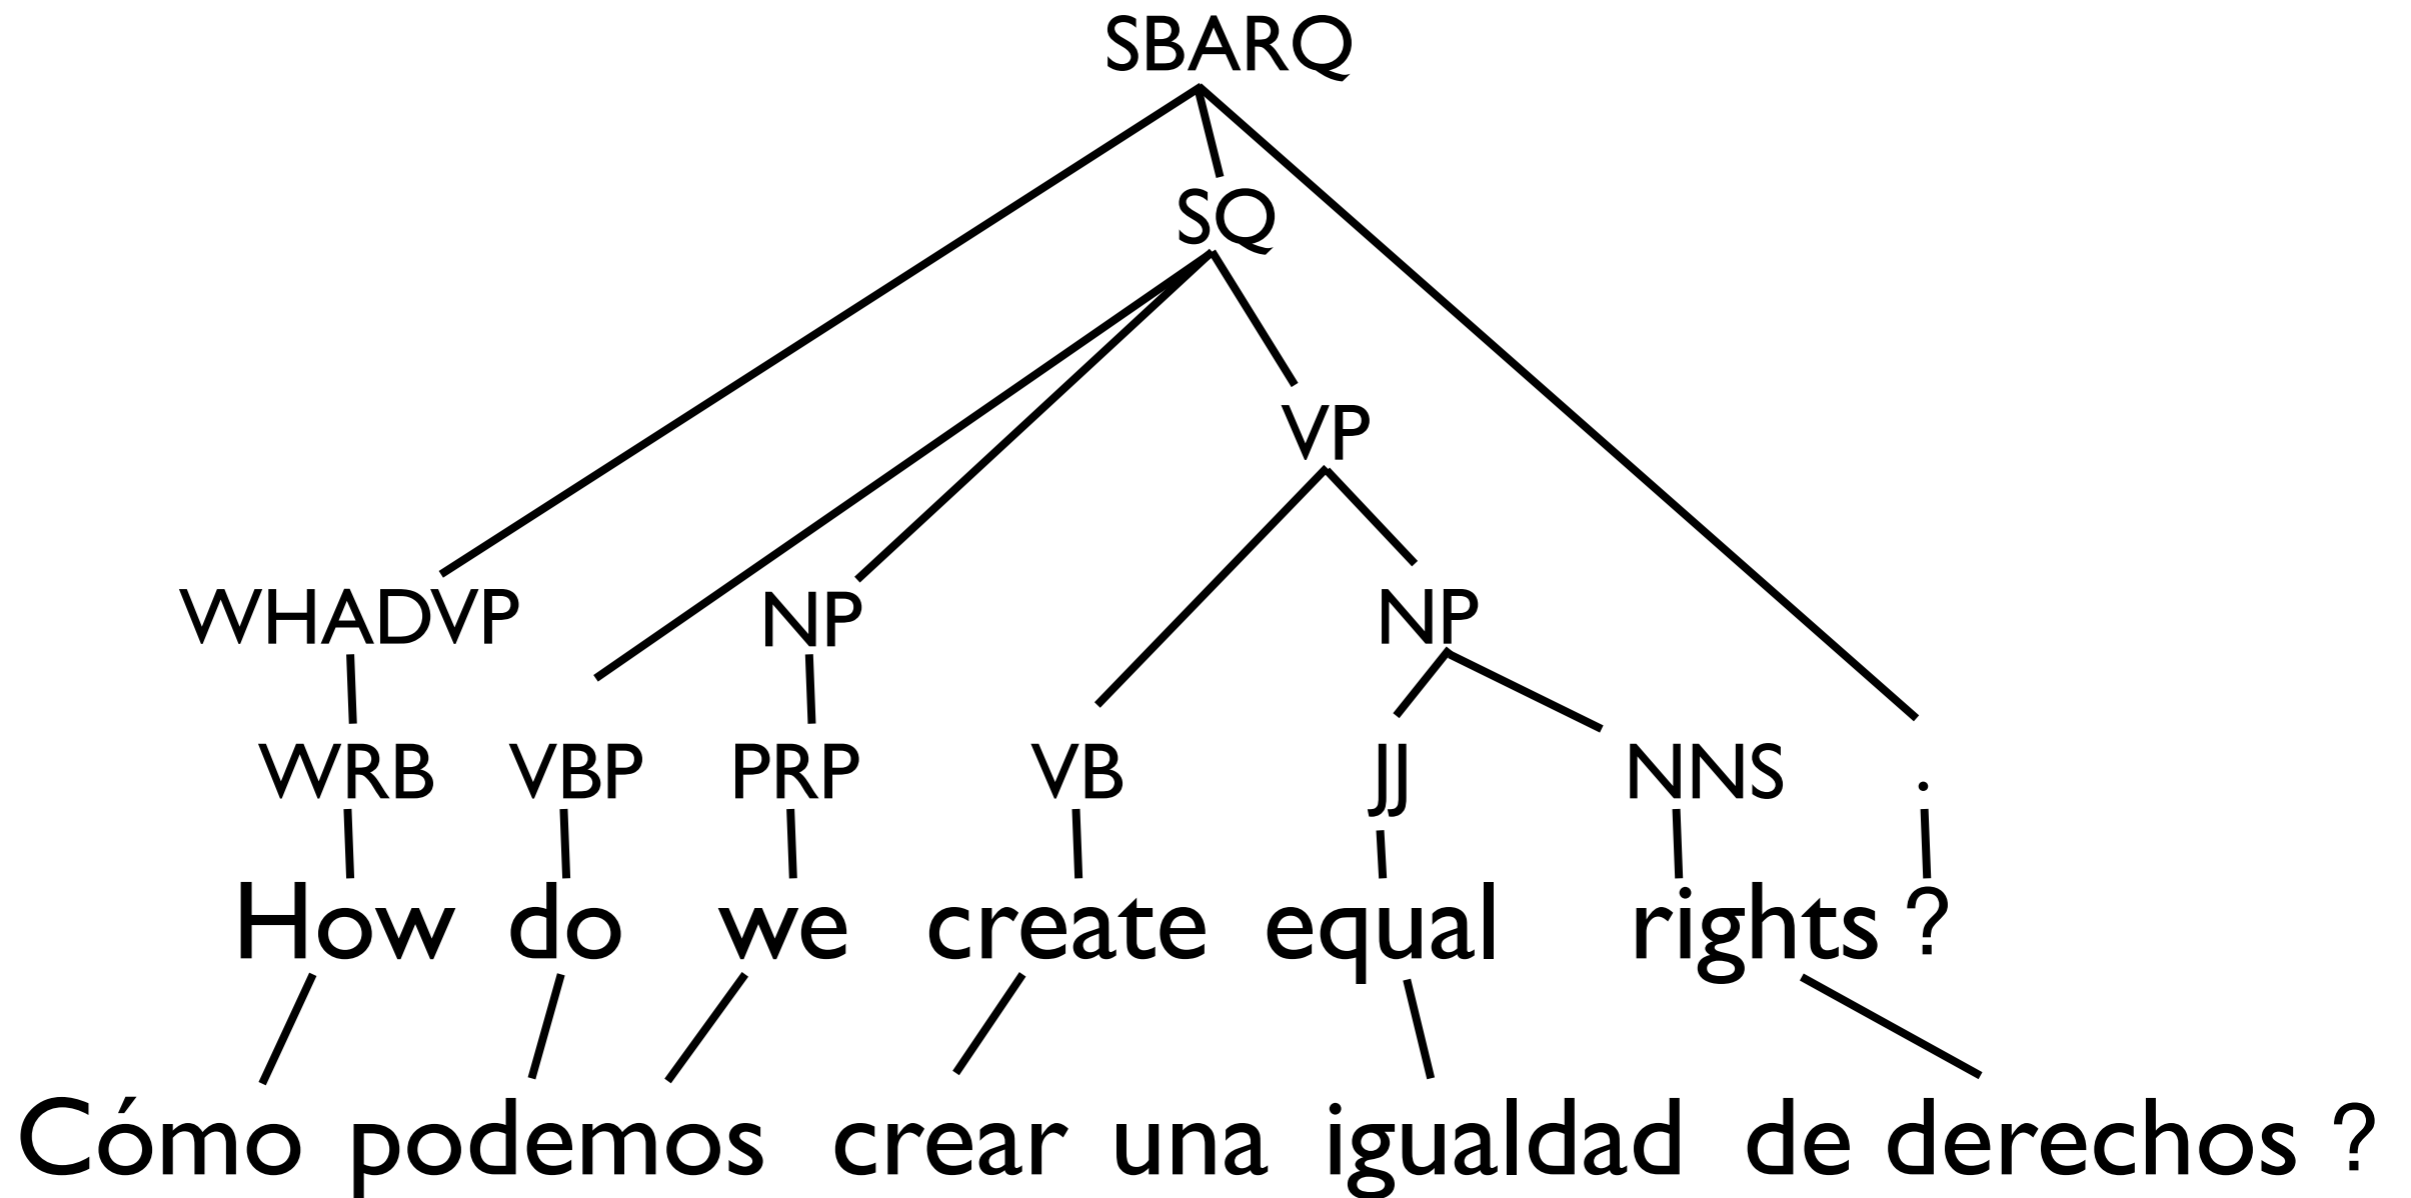 SBARQ
SQ
VP
WHADVP NP NP
WRB VBP PRP VB JJ NNS .
How do we create equal rights ?
Cómo podemos crear una igualdad de derechos ?